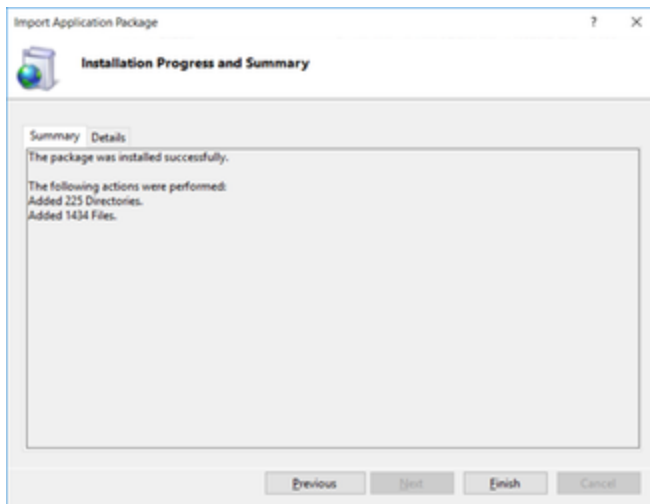 Import Application Package
?
Installation Progress and Summary
Summary Details
The package was installed successfully.
The following actions were performed:
Added 225 Directories.
Added 1434 Files.
Previous Next Finish Cancel